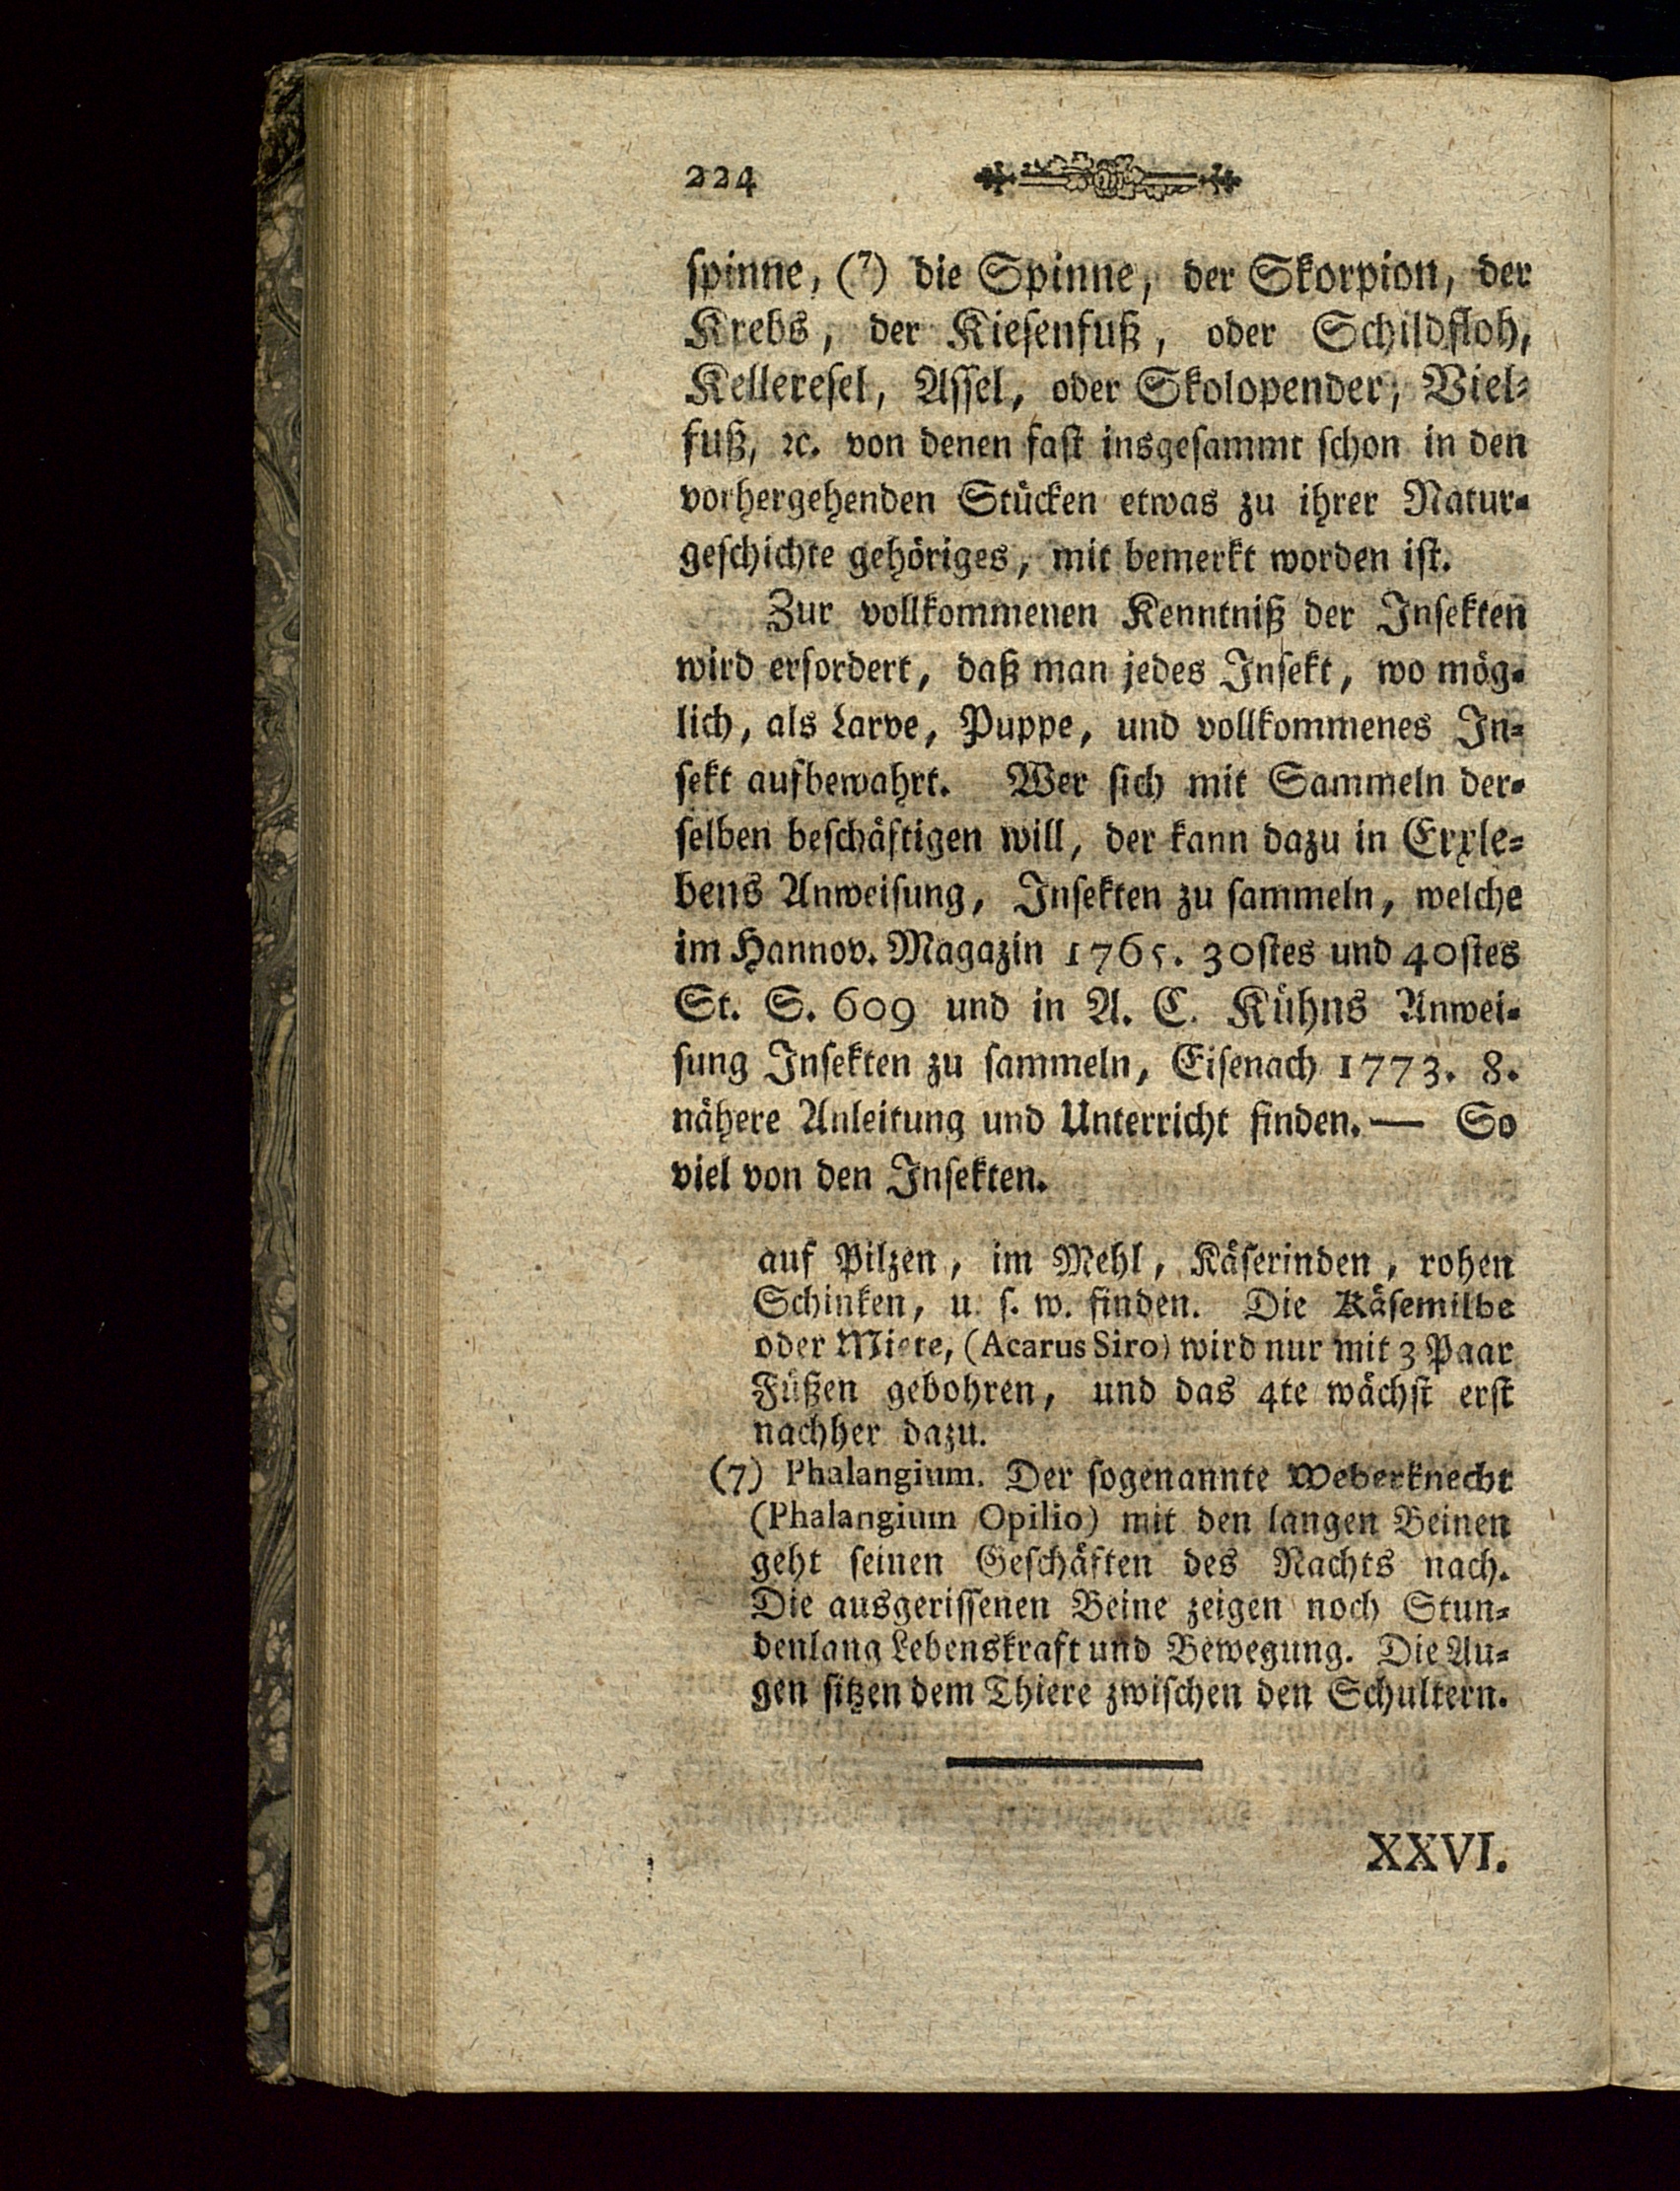 224
spinne, (7) die Spinne, der Skorpion, der
Krebs, der Kiefenfuß, oder Schildfloh,
Kelleresel, Assel, oder Skolopender, Viel-
fuß, ꝛc. von denen fast insgesammt schon in den
vorhergehenden Stücken etwas zu ihrer Natur-
geschichte gehöriges, mit bemerkt worden ist.
Zur vollkommenen Kenntniß der Insekten
wird erfordert, daß man jedes Insekt, wo mög-
lich, als Larve, Puppe, und vollkommenes In-
sekt aufbewahrt. Wer sich mit Sammeln der-
selben beschäftigen will, der kann dazu in Erxle-
bens Anweisung, Insekten zu sammeln, welche
im Hannov. Magazin 1765. 30stes und 40stes
St. S. 609 und in A. C. Kühns Anwei-
sung Insekten zu sammeln, Eisenach 1773. 8.
nähere Anleitung und Unterricht finden. — So
viel von den Insekten.
auf Pilzen, im Mehl, Käserinden, rohen
Schinken, u. s. w. finden. Die Käsemilbe
oder Miete, (Acarus Siro) wird nur mit 3 Paar
Füßen gebohren, und das 4te wächst erst
nachher dazu.
(7) Phalangium. Der sogenannte Weberknecht
(Phalangium Opilio) mit den langen Beinen
geht seinen Geschäften des Nachts nach.
Die ausgerissenen Beine zeigen noch Stun-
denlang Lebenskraft und Bewegung. Die Au-
gen sitzen dem Thiere zwischen den Schultern.
XXVI.